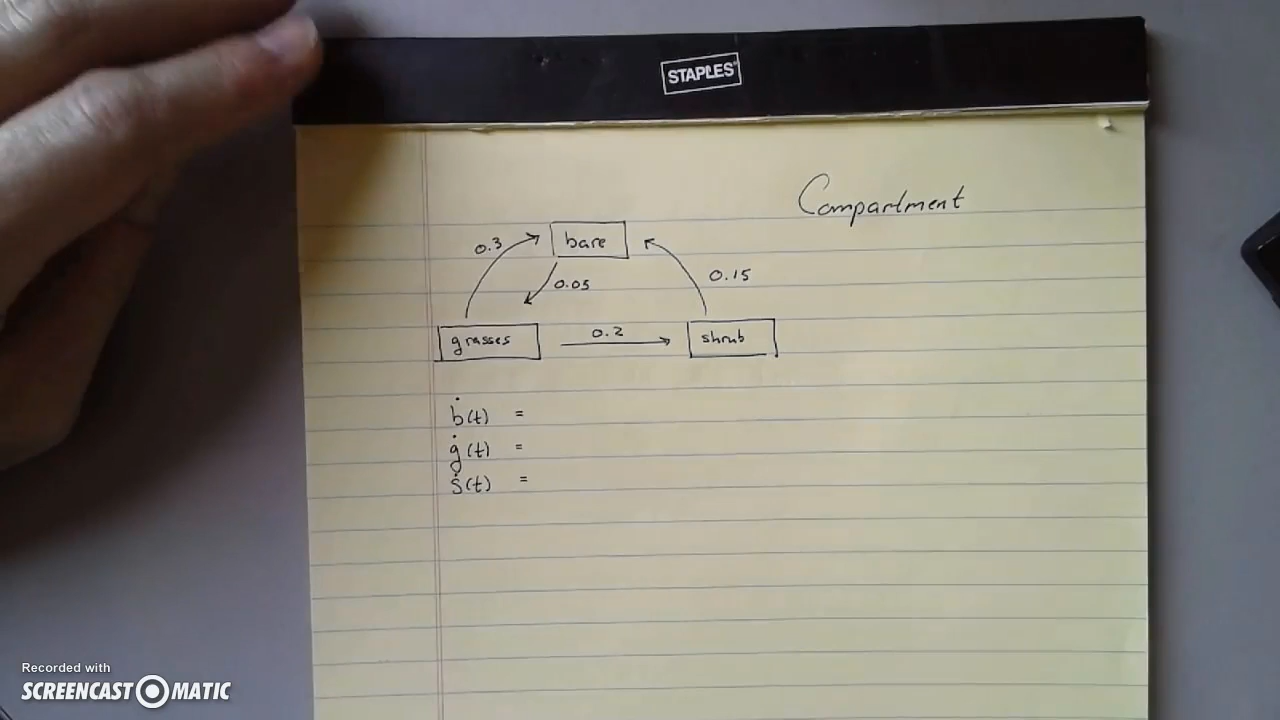 STAPLES
Compartment
0.3
bare
0.05
0.15
grasses
0.2
shrub
ḃ(t) =
ġ(t) =
ṡ(t) =
Recorded with
SCREENCAST O MATIC